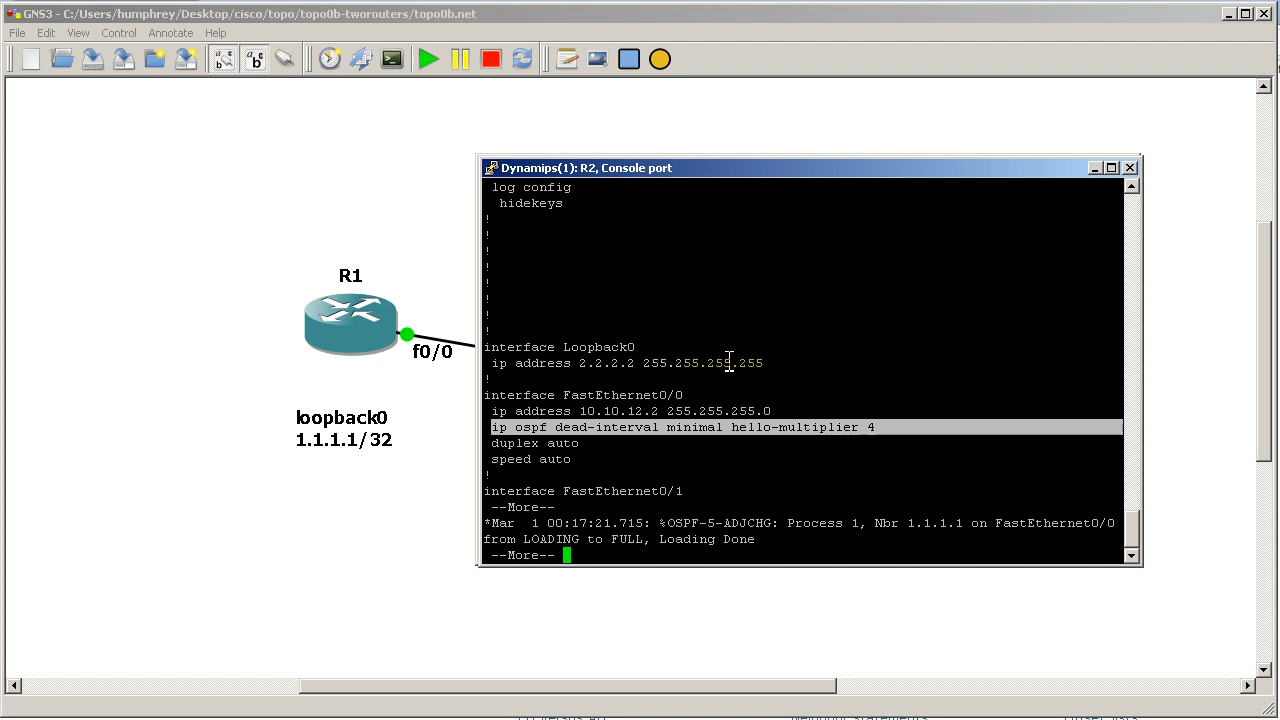 GNS3 - C:/Users/humphrey/Desktop/cisco/topo/topo0b-tworouters/topo0b.net
File Edit View Control Annotate Help
Dynamips(1): R2, Console port
log config
hidekeys
!
!
!
!
!
!
!
!
interface Loopback0
ip address 2.2.2.2 255.255.255.255
!
interface FastEthernet0/0
ip address 10.10.12.2 255.255.255.0
ip ospf dead-interval minimal hello-multiplier 4
duplex auto
speed auto
!
interface FastEthernet0/1
--More--
*Mar  1 00:17:21.715: %OSPF-5-ADJCHG: Process 1, Nbr 1.1.1.1 on FastEthernet0/0
from LOADING to FULL, Loading Done
--More--
R1
f0/0
loopback0
1.1.1.1/32